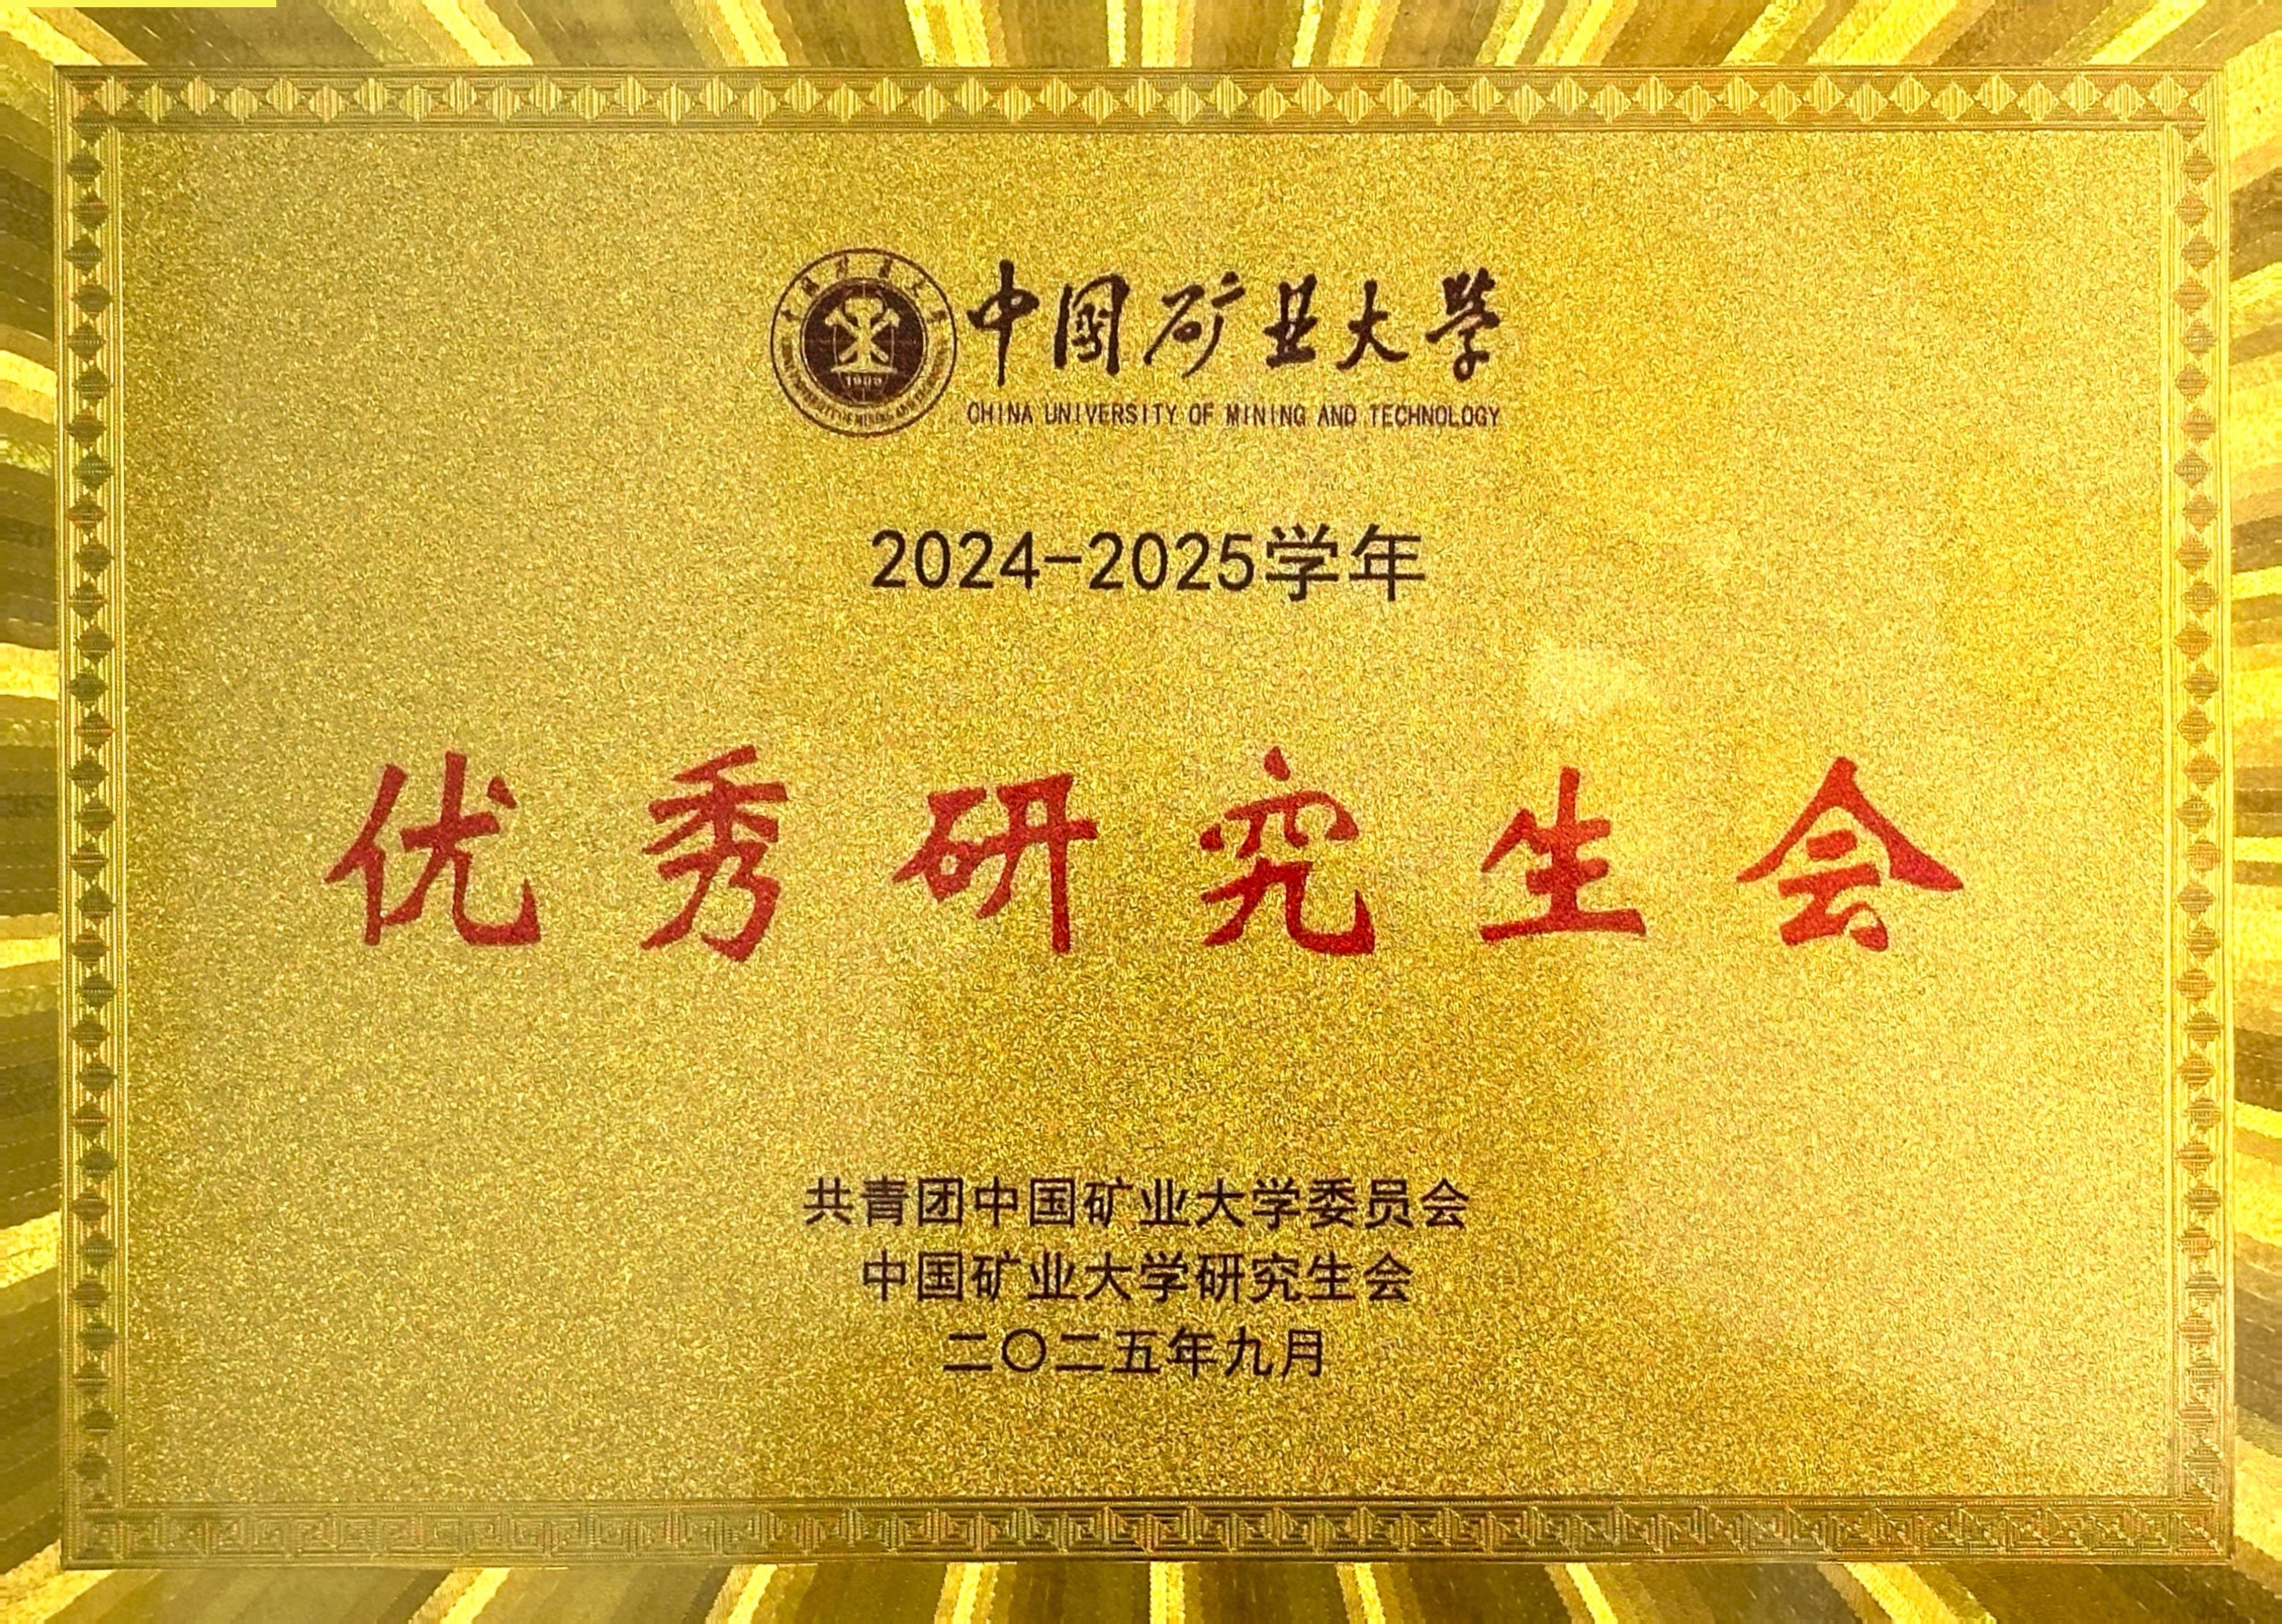 中国矿业大学
CHINA UNIVERSITY OF MINING AND TECHNOLOGY
1909
2024-2025学年
优秀研究生会
共青团中国矿业大学委员会
中国矿业大学研究生会
二〇二五年九月